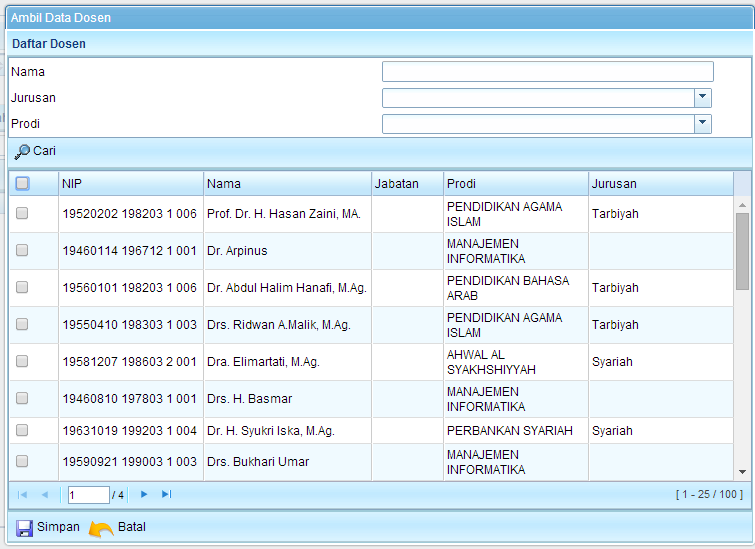 Ambil Data Dosen
Daftar Dosen
Nama
Jurusan
Prodi
Cari
NIP Nama Jabatan Prodi Jurusan
19520202 198203 1 006 Prof. Dr. H. Hasan Zaini, MA. PENDIDIKAN AGAMA ISLAM Tarbiyah
19460114 196712 1 001 Dr. Arpinus MANAJEMEN INFORMATIKA
19560101 198203 1 006 Dr. Abdul Halim Hanafi, M.Ag. PENDIDIKAN BAHASA ARAB Tarbiyah
19550410 198303 1 003 Drs. Ridwan A.Malik, M.Ag. PENDIDIKAN AGAMA ISLAM Tarbiyah
19581207 198603 2 001 Dra. Elimartati, M.Ag. AHWAL AL SYAKHSHIYYAH Syariah
19460810 197803 1 001 Drs. H. Basmar MANAJEMEN INFORMATIKA
19631019 199203 1 004 Dr. H. Syukri Iska, M.Ag. PERBANKAN SYARIAH Syariah
19590921 199003 1 003 Drs. Bukhari Umar MANAJEMEN INFORMATIKA
1 / 4 [ 1 - 25 / 100 ]
Simpan Batal